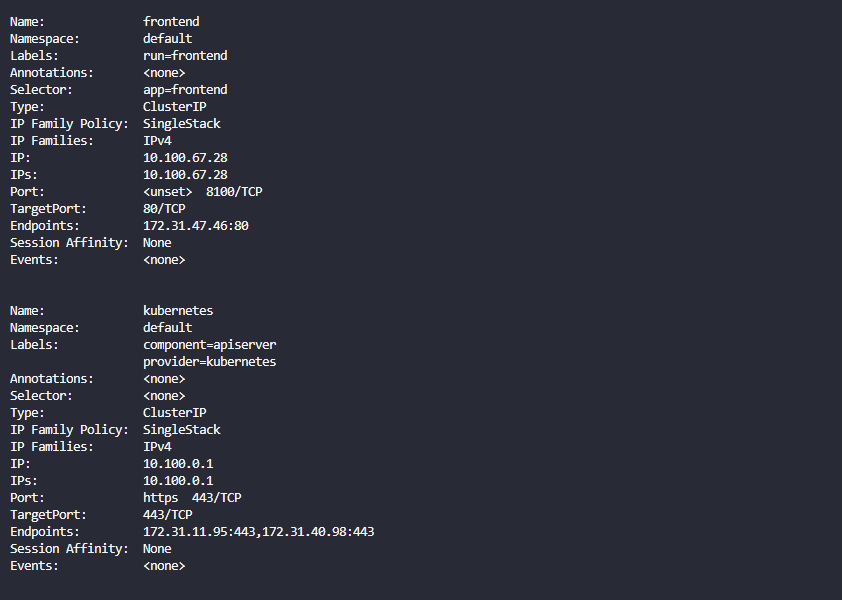 Name:              frontend
Namespace:         default
Labels:            run=frontend
Annotations:       <none>
Selector:          app=frontend
Type:              ClusterIP
IP Family Policy:  SingleStack
IP Families:       IPv4
IP:                10.100.67.28
IPs:               10.100.67.28
Port:              <unset>  8100/TCP
TargetPort:        80/TCP
Endpoints:         172.31.47.46:80
Session Affinity:  None
Events:            <none>
Name:              kubernetes
Namespace:         default
Labels:            component=apiserver
                   provider=kubernetes
Annotations:       <none>
Selector:          <none>
Type:              ClusterIP
IP Family Policy:  SingleStack
IP Families:       IPv4
IP:                10.100.0.1
IPs:               10.100.0.1
Port:              https  443/TCP
TargetPort:        443/TCP
Endpoints:         172.31.11.95:443,172.31.40.98:443
Session Affinity:  None
Events:            <none>